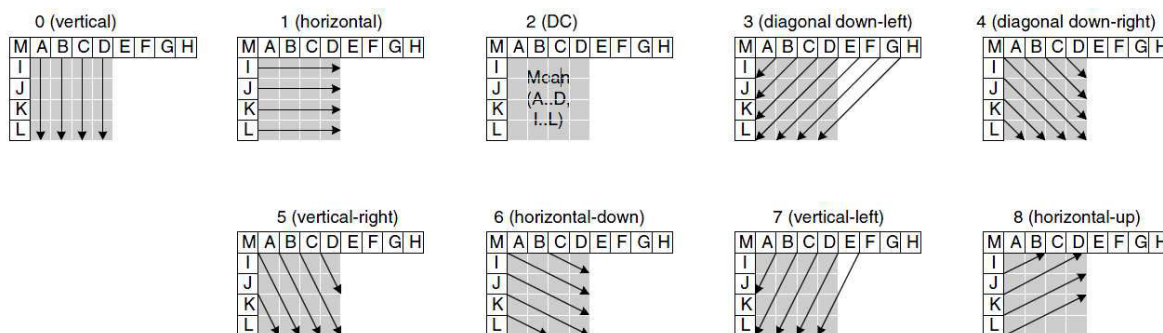 0 (vertical)
M A B C D E F G H
I
J
K
L
1 (horizontal)
M A B C D E F G H
I
J
K
L
2 (DC)
M A B C D E F G H
I
J
K
L
Mean
(A..D,
I..L)
3 (diagonal down-left)
M A B C D E F G H
I
J
K
L
4 (diagonal down-right)
M A B C D E F G H
I
J
K
L
5 (vertical-right)
M A B C D E F G H
I
J
K
L
6 (horizontal-down)
M A B C D E F G H
I
J
K
L
7 (vertical-left)
M A B C D E F G H
I
J
K
L
8 (horizontal-up)
M A B C D E F G H
I
J
K
L